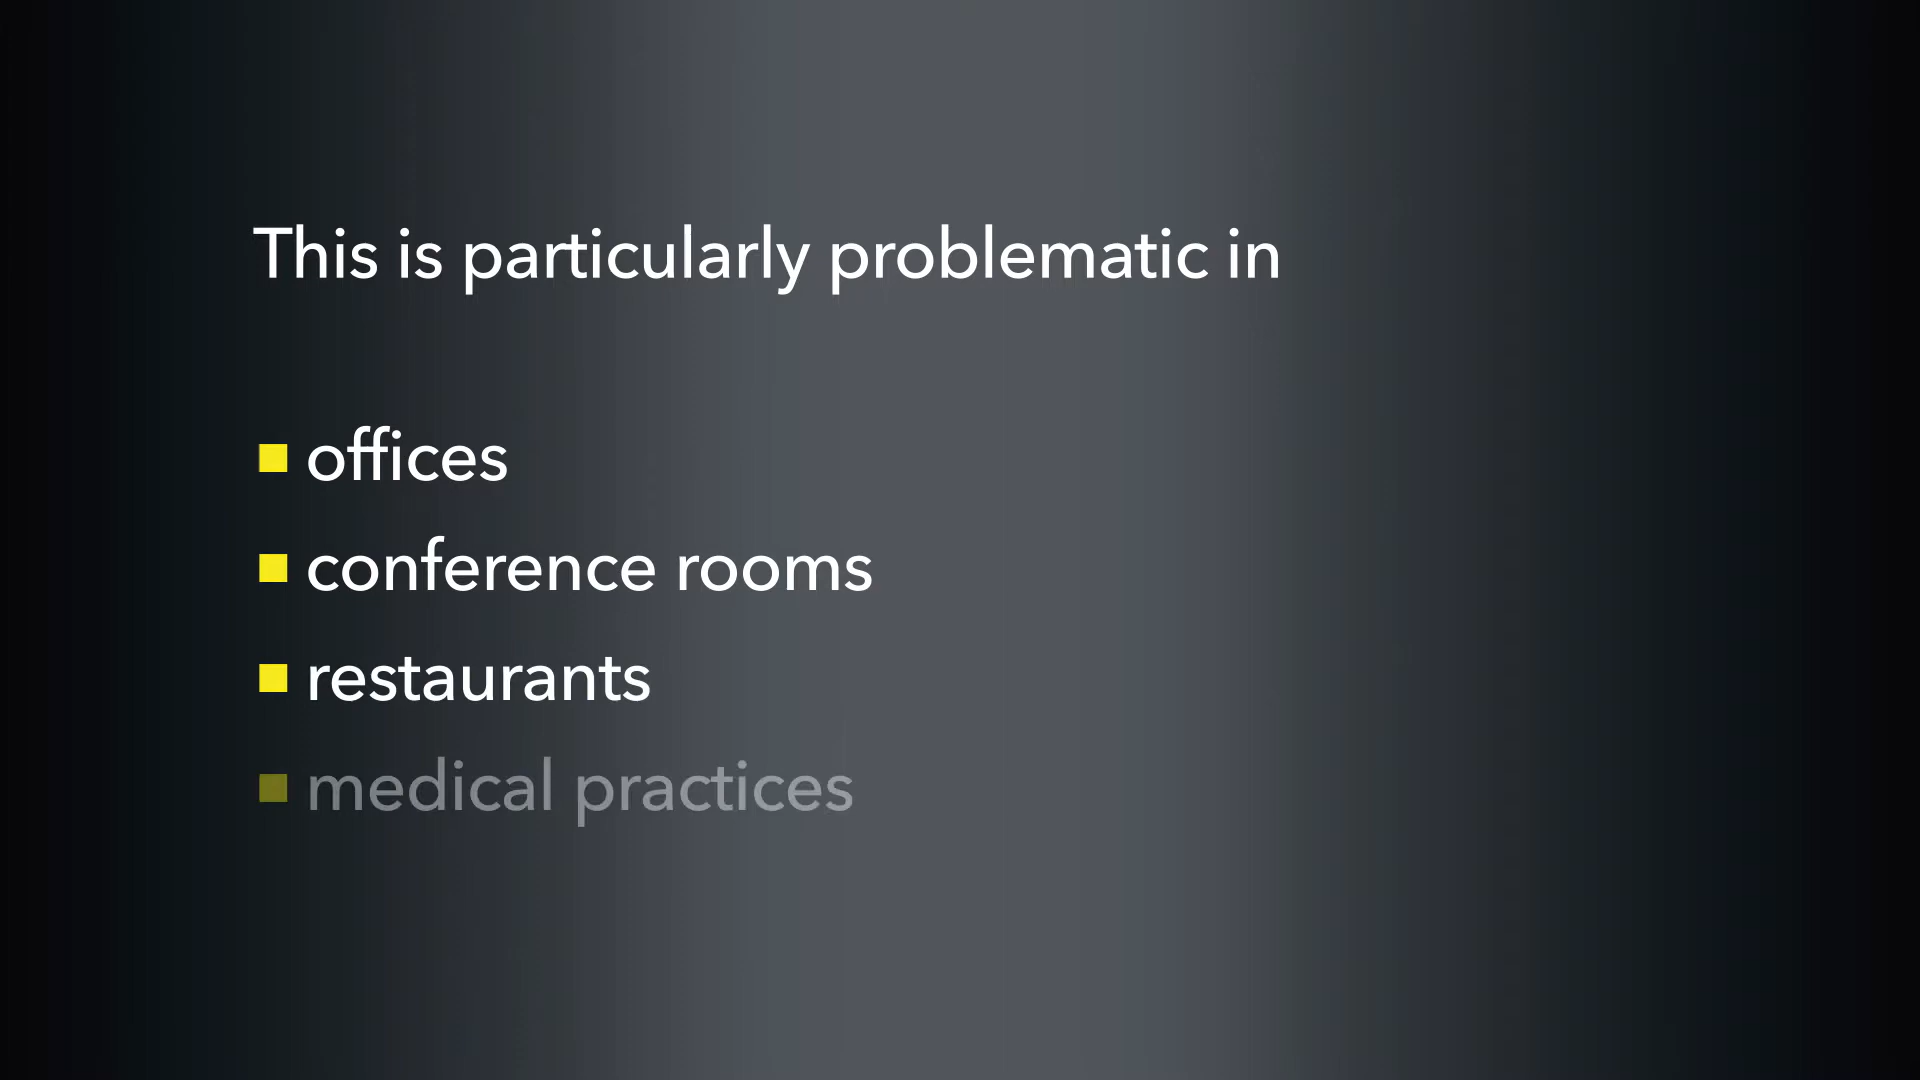 This is particularly problematic in
offices
conference rooms
restaurants
medical practices